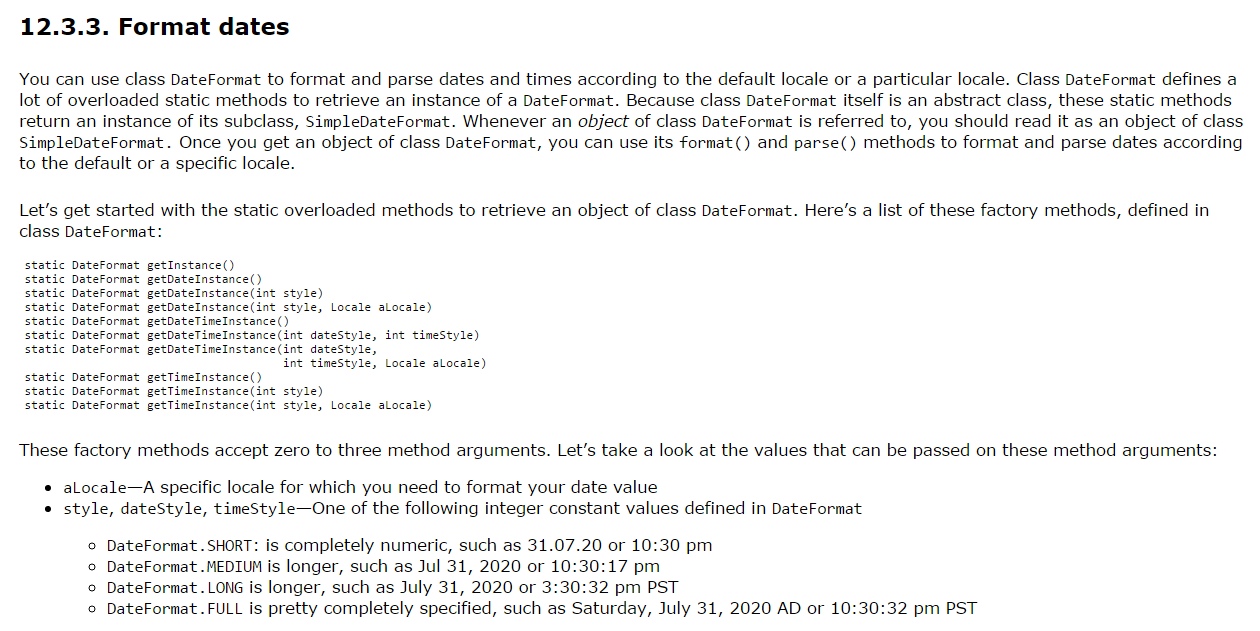 12.3.3. Format dates
You can use class DateFormat to format and parse dates and times according to the default locale or a particular locale. Class DateFormat defines a
lot of overloaded static methods to retrieve an instance of a DateFormat. Because class DateFormat itself is an abstract class, these static methods
return an instance of its subclass, SimpleDateFormat. Whenever an object of class DateFormat is referred to, you should read it as an object of class
SimpleDateFormat. Once you get an object of class DateFormat, you can use its format() and parse() methods to format and parse dates according
to the default or a specific locale.
Let’s get started with the static overloaded methods to retrieve an object of class DateFormat. Here’s a list of these factory methods, defined in
class DateFormat:
static DateFormat getInstance()
static DateFormat getDateInstance()
static DateFormat getDateInstance(int style)
static DateFormat getDateInstance(int style, Locale aLocale)
static DateFormat getDateTimeInstance()
static DateFormat getDateTimeInstance(int dateStyle, int timeStyle)
static DateFormat getDateTimeInstance(int dateStyle,
int timeStyle, Locale aLocale)
static DateFormat getTimeInstance()
static DateFormat getTimeInstance(int style)
static DateFormat getTimeInstance(int style, Locale aLocale)
These factory methods accept zero to three method arguments. Let’s take a look at the values that can be passed on these method arguments:
• aLocale—A specific locale for which you need to format your date value
• style, dateStyle, timeStyle—One of the following integer constant values defined in DateFormat
○ DateFormat.SHORT: is completely numeric, such as 31.07.20 or 10:30 pm
○ DateFormat.MEDIUM is longer, such as Jul 31, 2020 or 10:30:17 pm
○ DateFormat.LONG is longer, such as July 31, 2020 or 3:30:32 pm PST
○ DateFormat.FULL is pretty completely specified, such as Saturday, July 31, 2020 AD or 10:30:32 pm PST